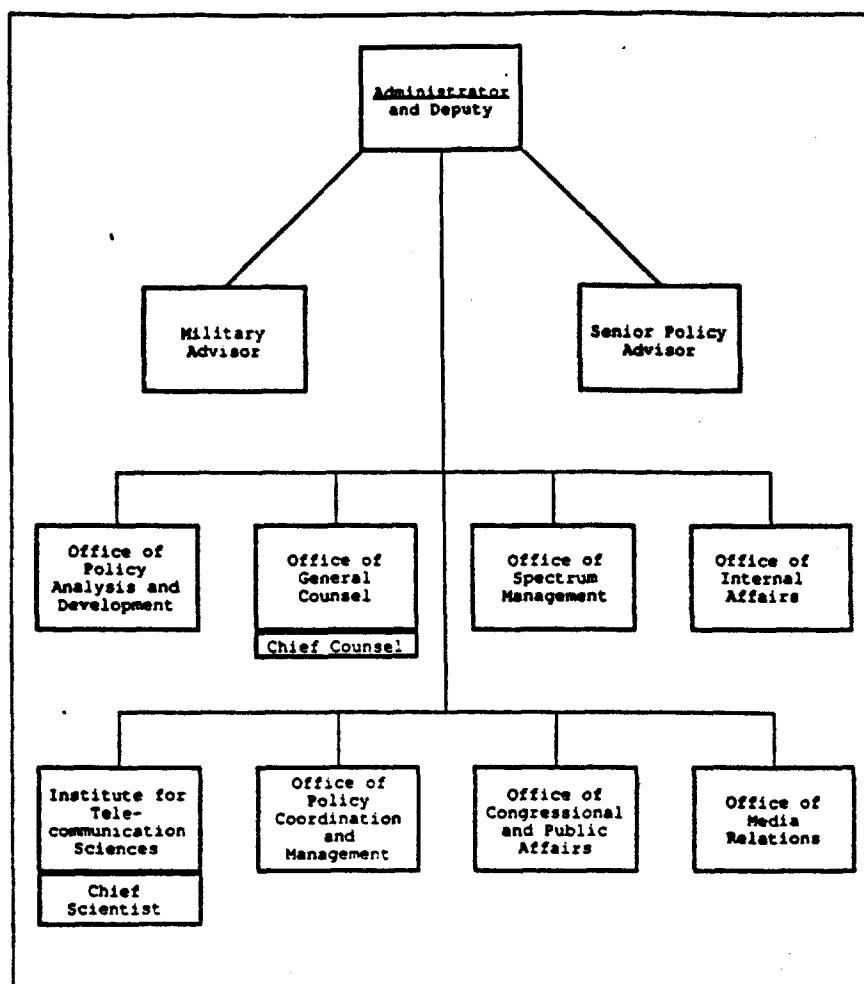 Administrator
and Deputy
Military
Advisor
Senior Policy
Advisor
Office of
Policy
Analysis and
Development
Office of
General
Counsel
Chief Counsel
Office of
Spectrum
Management
Office of
Internal
Affairs
Institute for
Tele-
communication
Sciences
Chief
Scientist
Office of
Policy
Coordination
and
Management
Office of
Congressional
and Public
Affairs
Office of
Media
Relations